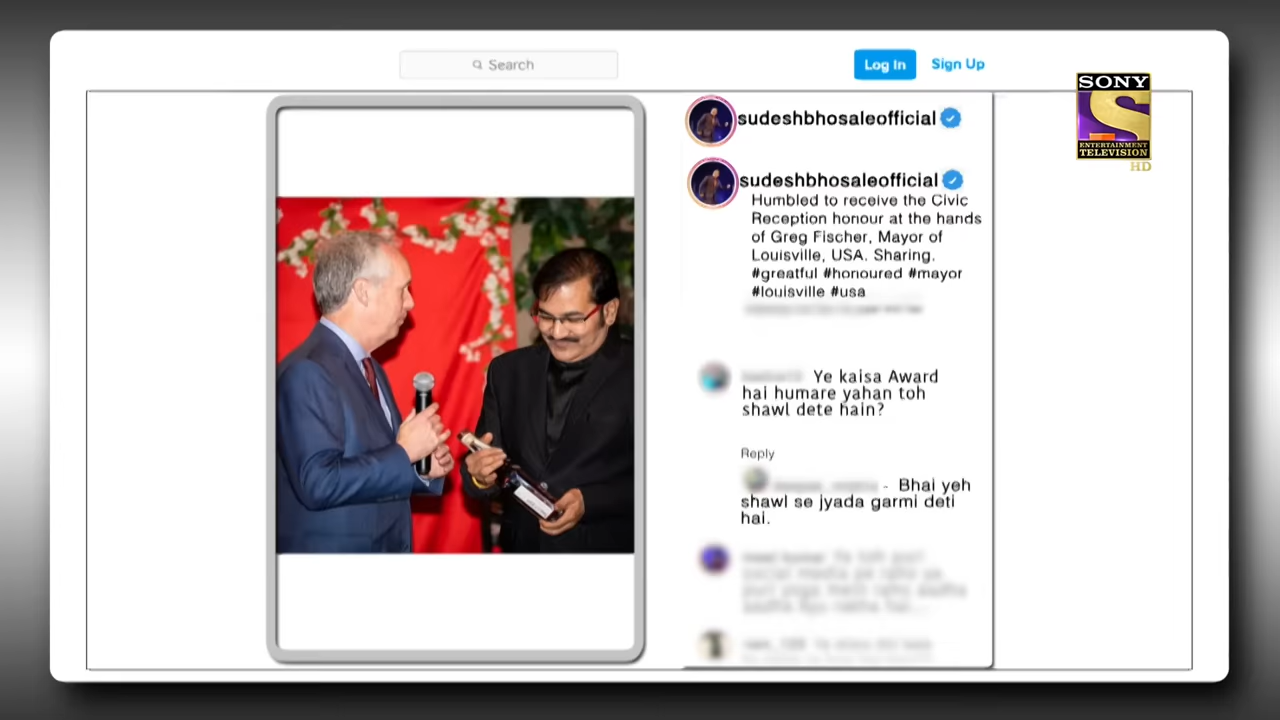 Search
Log In
Sign Up
SONY
S
ENTERTAINMENT
TELEVISION
HD
sudeshbhosaleofficial
sudeshbhosaleofficial
Humbled to receive the Civic
Reception honour at the hands
of Greg Fischer, Mayor of
Louisville, USA. Sharing.
#greatful #honoured #mayor
#louisville #usa
Ye kaisa Award
hai humare yahan toh
shawl dete hain?
Reply
- Bhai yeh
shawl se jyada garmi deti
hai.